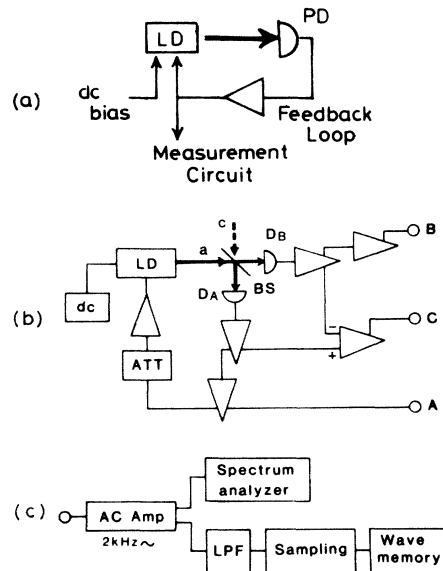 PD
LD
(a)
dc
bias
Feedback
Loop
Measurement
Circuit
c
DB
B
a
LD
BS
DA
dc
(b)
-
+
C
ATT
A
Spectrum
analyzer
(c)
AC Amp
2kHz~
LPF
Sampling
Wave
memory